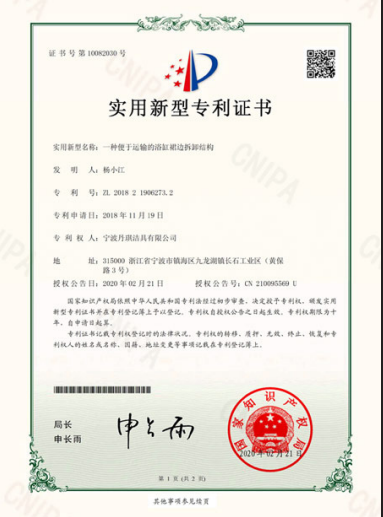 证书号第10082030号
实用新型专利证书
实用新型名称：一种便于运输的浴缸裙边拆卸结构
发 明 人：杨小江
专 利 号：ZL 2018 2 1906273.2
专利申请日：2018年11月19日
专 利 权 人：宁波丹琪洁具有限公司
地 址：315000 浙江省宁波市镇海区九龙湖镇长石工业区（黄保
路3号）
授权公告日：2020年02月21日 授权公告号：CN 210095569 U
国家知识产权局依照中华人民共和国专利法经过初步审查，决定授予专利权，颁发实用
新型专利证书并在专利登记簿上予以登记。专利权自授权公告之日起生效。专利权期限为十
年，自申请日起算。
专利证书记载专利权登记时的法律状况。专利权的转移、质押、无效、终止、恢复和专
利权人的姓名或名称、国籍、地址变更等事项记载在专利登记簿上。
局长
申长雨
申长雨
国家知识产权局
2020年02月21日
第 1 页 (共 2 页)
其他事项参见续页
CNIPA